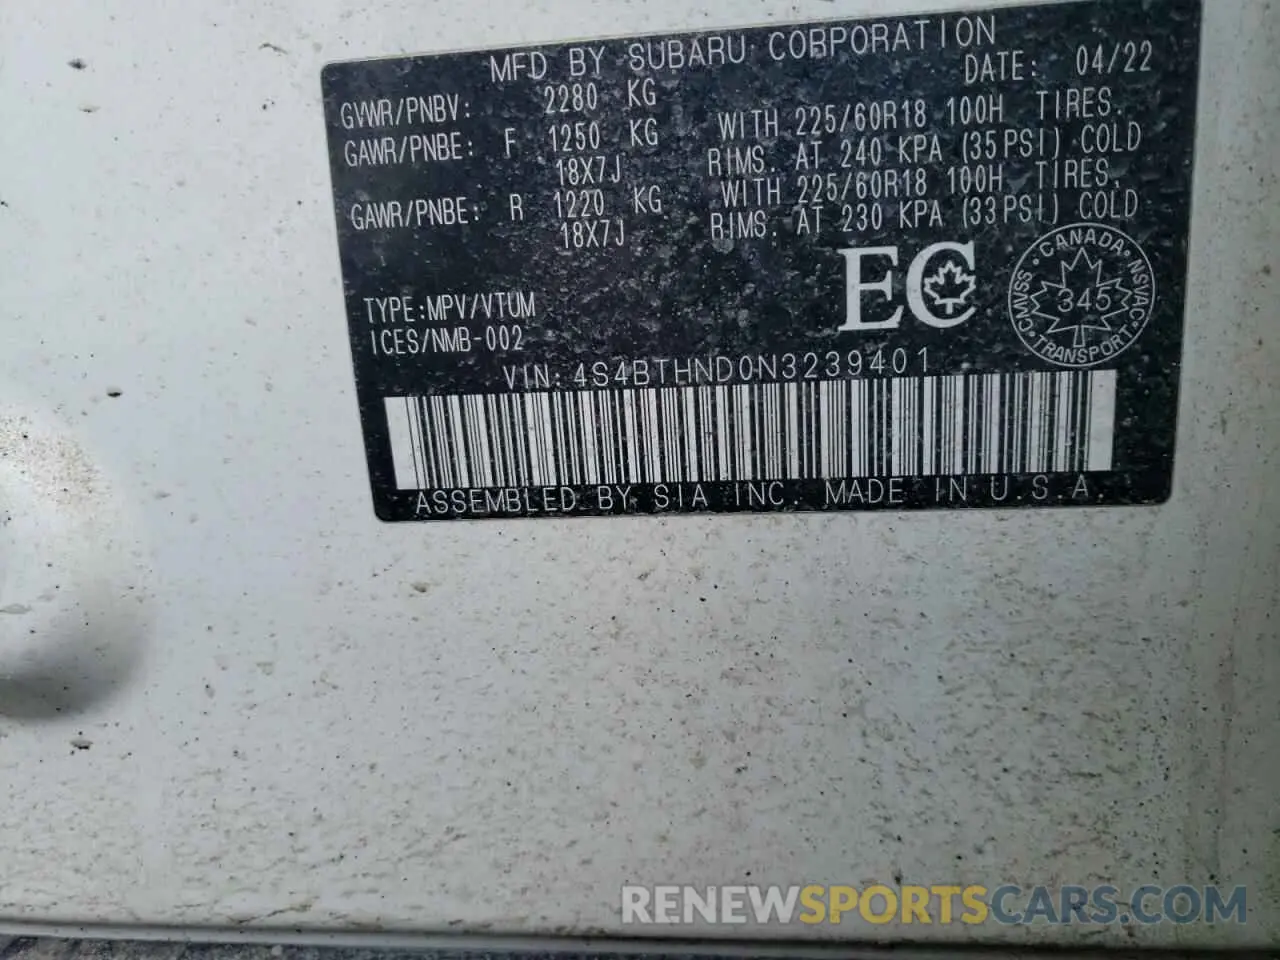 MFD BY SUBARU CORPORATION
DATE: 04/22
GVWR/PNBV: 2280 KG
GAWR/PNBE: F 1250 KG WITH 225/60R18 100H TIRES.
18X7J RIMS. AT 240 KPA (35PSI) COLD
GAWR/PNBE: R 1220 KG WITH 225/60R18 100H TIRES.
18X7J RIMS. AT 230 KPA (33PSI) COLD
EC
CANADA
CMVSS · NSVAC
345
TRANSPORT
TYPE:MPV/VTUM
ICES/NMB-002
VIN: 4S4BTHND0N3239401
ASSEMBLED BY SIA INC. MADE IN U.S.A.
RENEWSPORTSCARS.COM